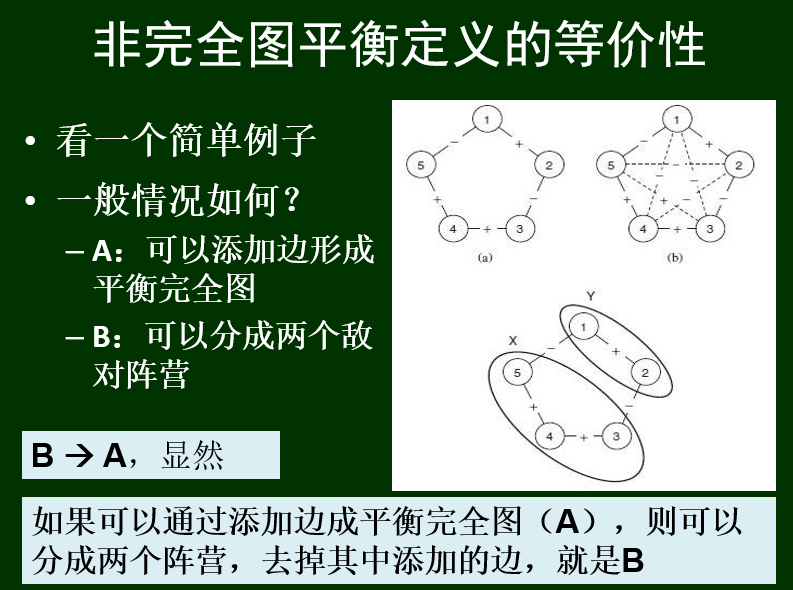 非完全图平衡定义的等价性
• 看一个简单例子
• 一般情况如何？
– A：可以添加边形成
平衡完全图
– B：可以分成两个敌
对阵营
B → A，显然
如果可以通过添加边成平衡完全图（A），则可以
分成两个阵营，去掉其中添加的边，就是B
1
5 2
4 3
− + + + −
(a)
1
5 2
4 3
− + − − − + − + + −
(b)
Y
X
1
5 2
4 3
− + + + −